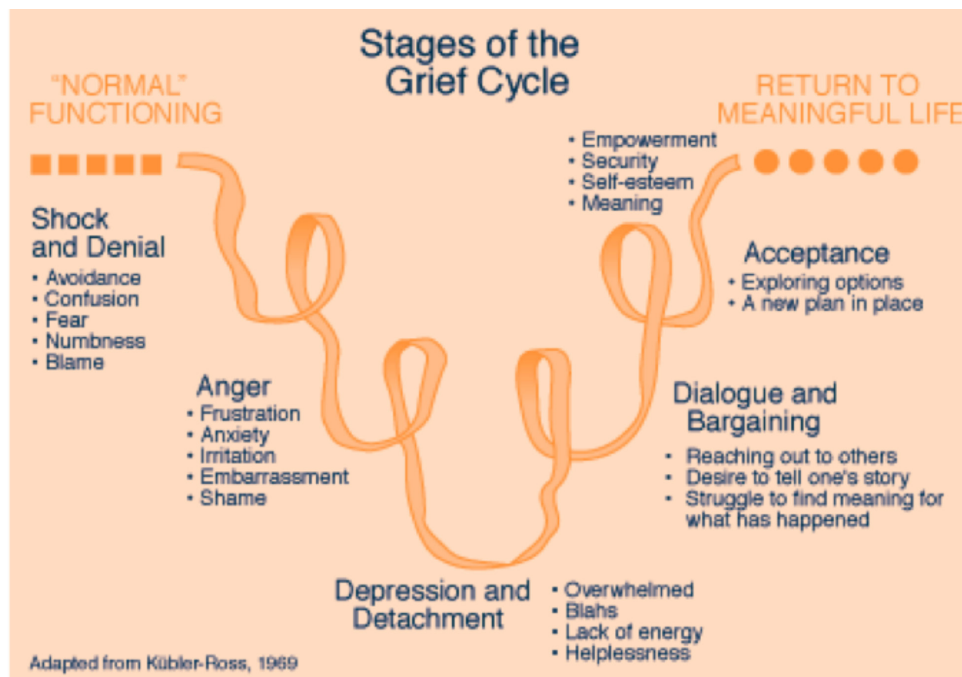 Stages of the
Grief Cycle
"NORMAL"
FUNCTIONING
RETURN TO
MEANINGFUL LIFE
• Empowerment
• Security
• Self-esteem
• Meaning
Shock
and Denial
• Avoidance
• Confusion
• Fear
• Numbness
• Blame
Acceptance
• Exploring options
• A new plan in place
Anger
• Frustration
• Anxiety
• Irritation
• Embarrassment
• Shame
Dialogue and
Bargaining
• Reaching out to others
• Desire to tell one's story
• Struggle to find meaning for
what has happened
Depression and
Detachment
• Overwhelmed
• Blahs
• Lack of energy
• Helplessness
Adapted from Kübler-Ross, 1969